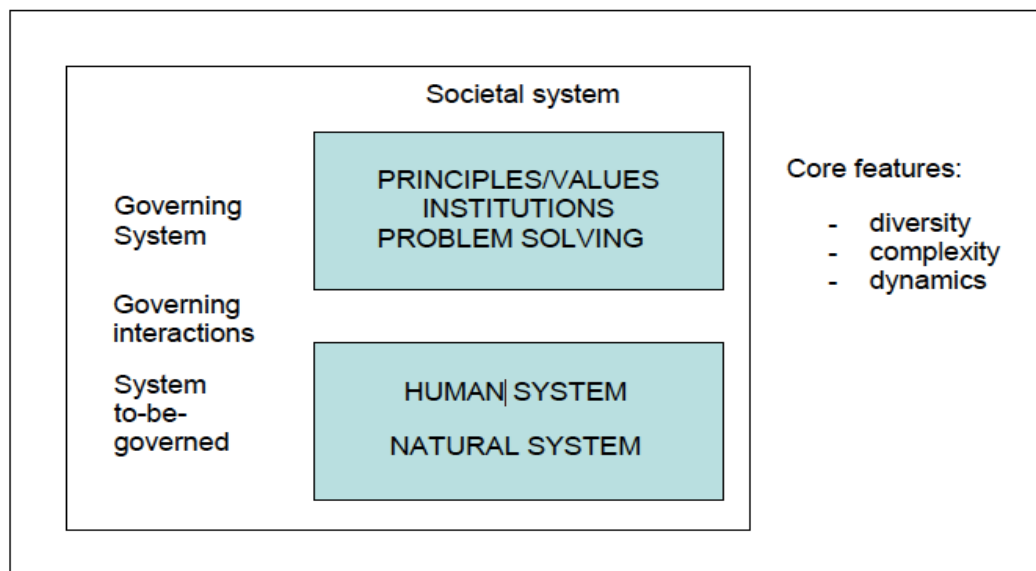 Societal system
Governing
System
PRINCIPLES/VALUES
INSTITUTIONS
PROBLEM SOLVING
Governing
interactions
System
to-be-
governed
HUMAN SYSTEM
NATURAL SYSTEM
Core features:
- diversity
- complexity
- dynamics